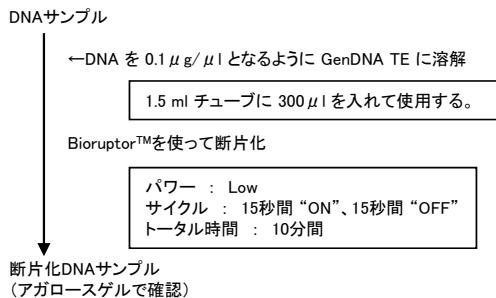 DNAサンプル
←DNA を 0.1μg/μl となるように GenDNA TE に溶解
1.5 ml チューブに 300μl を入れて使用する。
Bioruptor™を使って断片化
パワー ： Low
サイクル ： 15秒間 “ON”、15秒間 “OFF”
トータル時間 ： 10分間
断片化DNAサンプル
(アガロースゲルで確認)